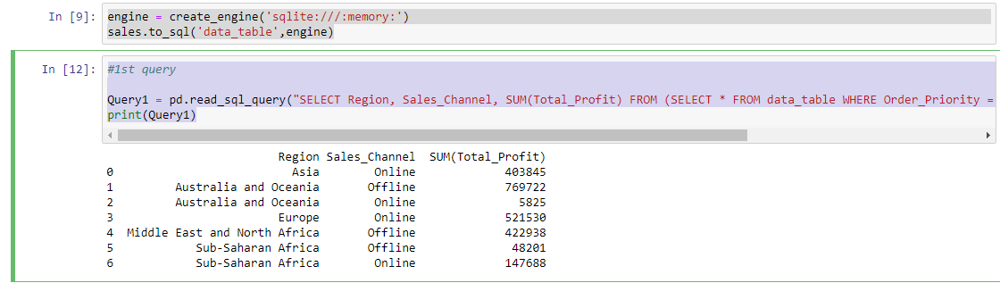 In [9]: engine = create_engine('sqlite:///:memory:')
sales.to_sql('data_table',engine)
In [12]: #1st query
Query1 = pd.read_sql_query("SELECT Region, Sales_Channel, SUM(Total_Profit) FROM (SELECT * FROM data_table WHERE Order_Priority =
print(Query1)
Region Sales_Channel SUM(Total_Profit)
0 Asia Online 403845
1 Australia and Oceania Offline 769722
2 Australia and Oceania Online 5825
3 Europe Online 521530
4 Middle East and North Africa Offline 422938
5 Sub-Saharan Africa Offline 48201
6 Sub-Saharan Africa Online 147688